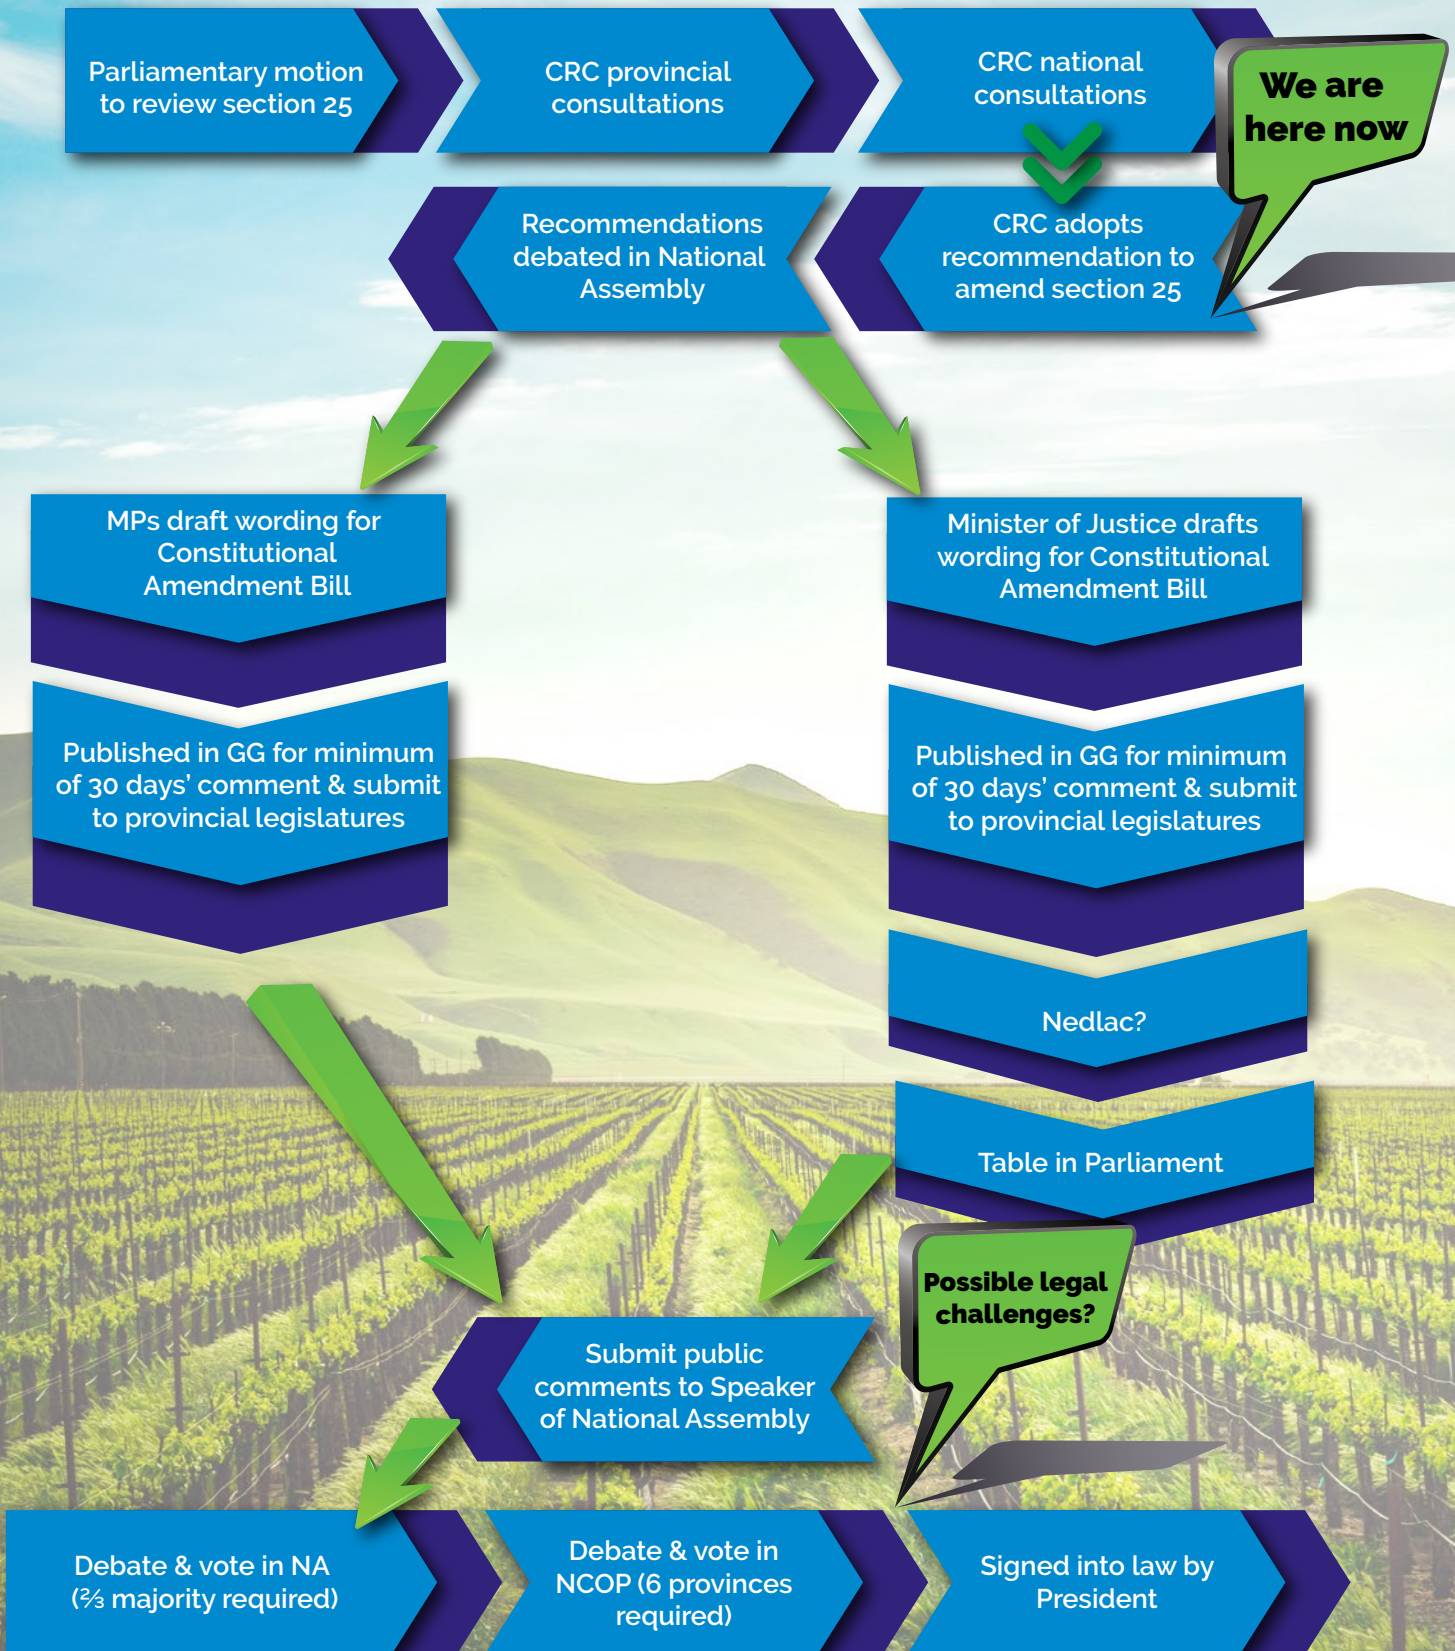 Parliamentary motion
to review section 25
CRC provincial
consultations
CRC national
consultations
We are
here now
CRC adopts
recommendation to
amend section 25
Recommendations
debated in National
Assembly
MPs draft wording for
Constitutional
Amendment Bill
Published in GG for minimum
of 30 days’ comment & submit
to provincial legislatures
Minister of Justice drafts
wording for Constitutional
Amendment Bill
Published in GG for minimum
of 30 days’ comment & submit
to provincial legislatures
Nedlac?
Table in Parliament
Submit public
comments to Speaker
of National Assembly
Possible legal
challenges?
Debate & vote in NA
(⅔ majority required)
Debate & vote in
NCOP (6 provinces
required)
Signed into law by
President